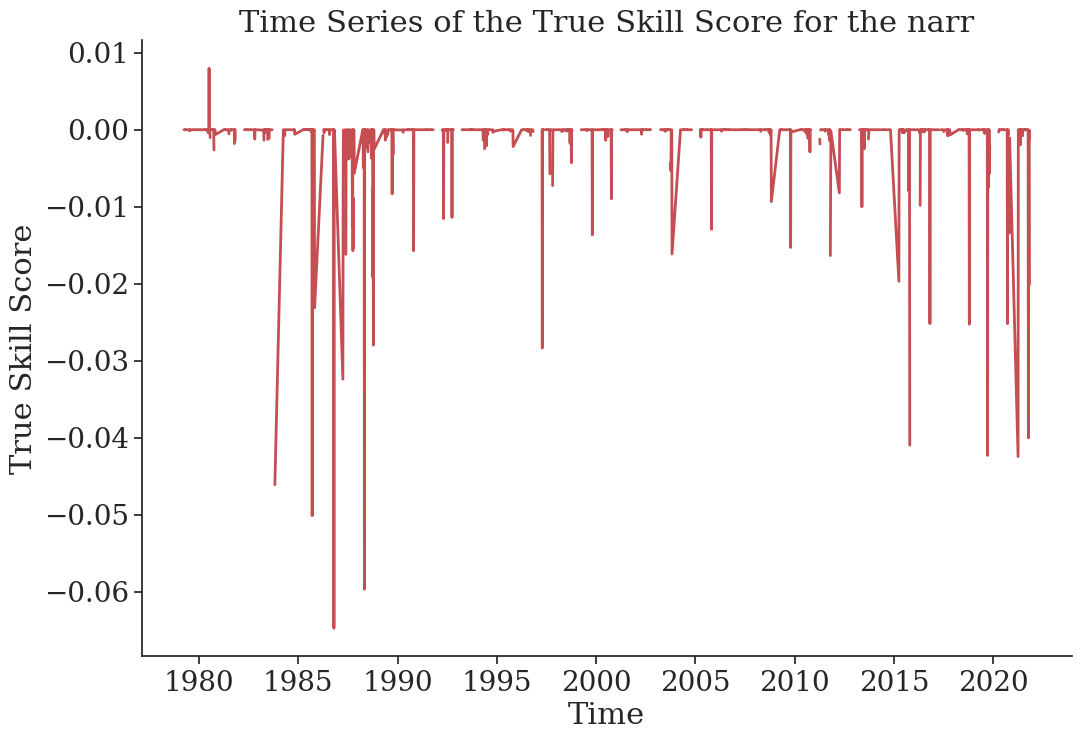 Time Series of the True Skill Score for the narr
True Skill Score
0.01
0.00
−0.01
−0.02
−0.03
−0.04
−0.05
−0.06
1980 1985 1990 1995 2000 2005 2010 2015 2020
Time